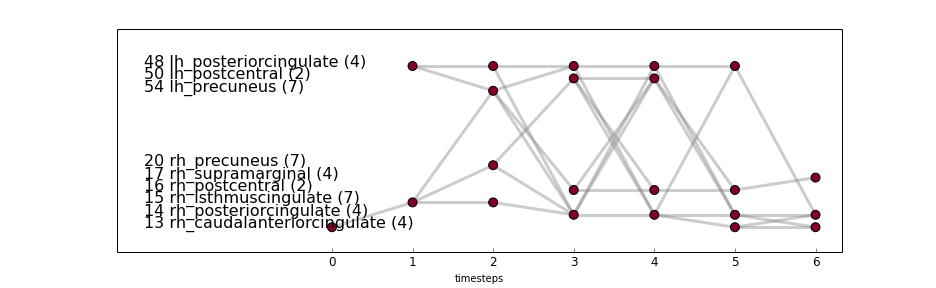 48 lh_posteriorcingulate (4)
50 lh_postcentral (2)
54 lh_precuneus (7)
20 rh_precuneus (7)
17 rh_supramarginal (4)
16 rh_postcentral (2)
15 rh_isthmuscingulate (7)
14 rh_posteriorcingulate (4)
13 rh_caudalanteriorcingulate (4)
0 1 2 3 4 5 6
timesteps